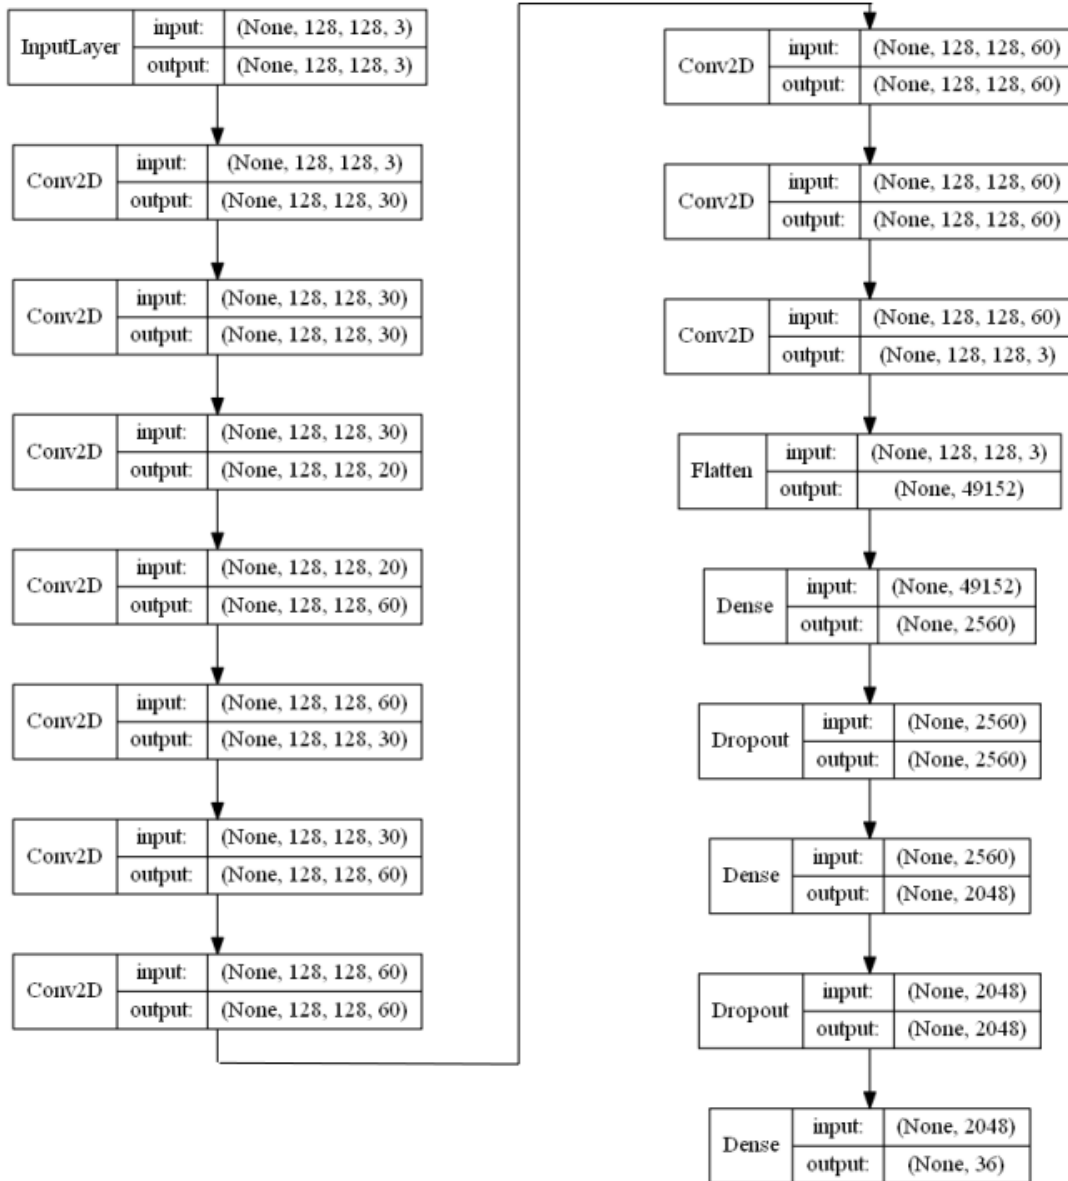 InputLayer input: (None, 128, 128, 3)
output: (None, 128, 128, 3)
Conv2D input: (None, 128, 128, 3)
output: (None, 128, 128, 30)
Conv2D input: (None, 128, 128, 30)
output: (None, 128, 128, 30)
Conv2D input: (None, 128, 128, 30)
output: (None, 128, 128, 20)
Conv2D input: (None, 128, 128, 20)
output: (None, 128, 128, 60)
Conv2D input: (None, 128, 128, 60)
output: (None, 128, 128, 30)
Conv2D input: (None, 128, 128, 30)
output: (None, 128, 128, 60)
Conv2D input: (None, 128, 128, 60)
output: (None, 128, 128, 60)
Conv2D input: (None, 128, 128, 60)
output: (None, 128, 128, 60)
Conv2D input: (None, 128, 128, 60)
output: (None, 128, 128, 60)
Conv2D input: (None, 128, 128, 60)
output: (None, 128, 128, 3)
Flatten input: (None, 128, 128, 3)
output: (None, 49152)
Dense input: (None, 49152)
output: (None, 2560)
Dropout input: (None, 2560)
output: (None, 2560)
Dense input: (None, 2560)
output: (None, 2048)
Dropout input: (None, 2048)
output: (None, 2048)
Dense input: (None, 2048)
output: (None, 36)